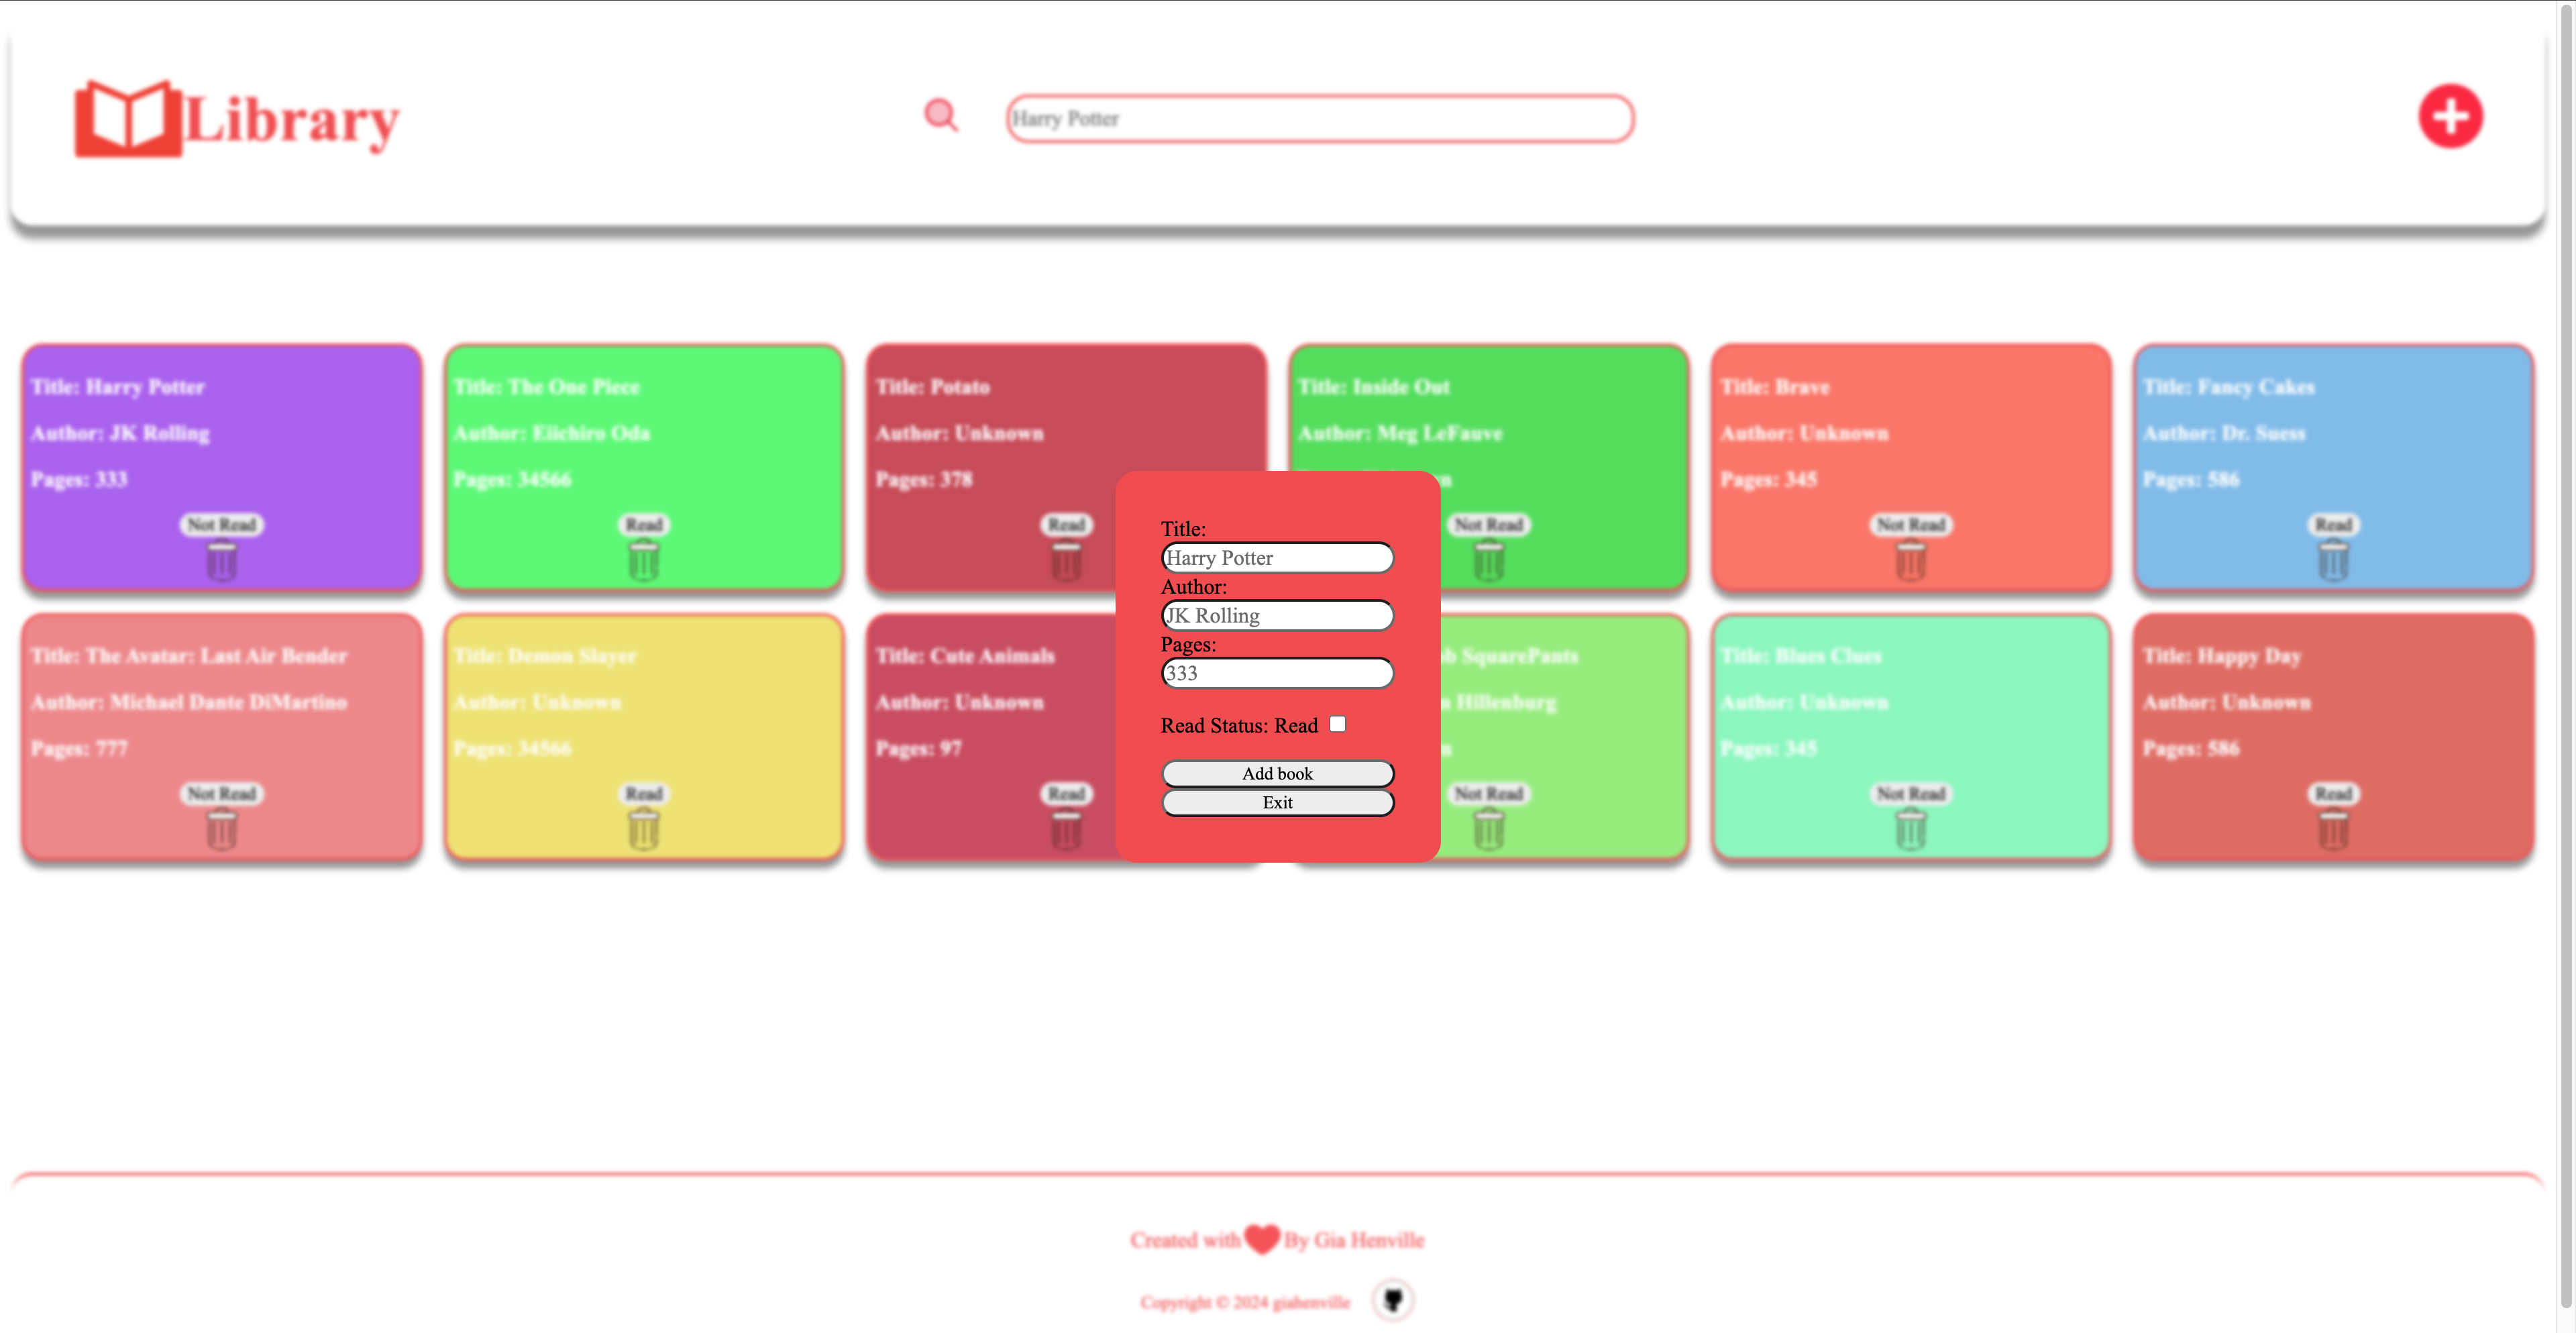 Library
Harry Potter
Title: Harry Potter
Author: JK Rolling
Pages: 333
Not Read
Title: The One Piece
Author: Eiichiro Oda
Pages: 34566
Read
Title: Potato
Author: Unknown
Pages: 378
Read
Title: Inside Out
Author: Meg LeFauve
Not Read
Title: Brave
Author: Unknown
Pages: 345
Not Read
Title: Fancy Cakes
Author: Dr. Suess
Pages: 586
Read
Title: The Avatar: Last Air Bender
Author: Michael Dante DiMartino
Pages: 777
Not Read
Title: Demon Slayer
Author: Unknown
Pages: 34566
Read
Title: Cute Animals
Author: Unknown
Pages: 97
Read
SquarePants
Hillenburg
Not Read
Title: Blues Clues
Author: Unknown
Pages: 345
Not Read
Title: Happy Day
Author: Unknown
Pages: 586
Read
Title:
Harry Potter
Author:
JK Rolling
Pages:
333
Read Status: Read
Add book
Exit
Created with By Gia Henville
Copyright © 2024 giahenville